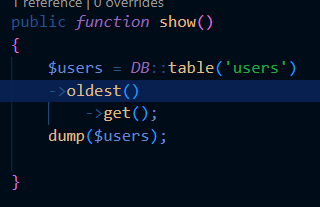 1 reference | 0 overrides
public function show()
{
$users = DB::table('users')
->oldest()
->get();
dump($users);
}